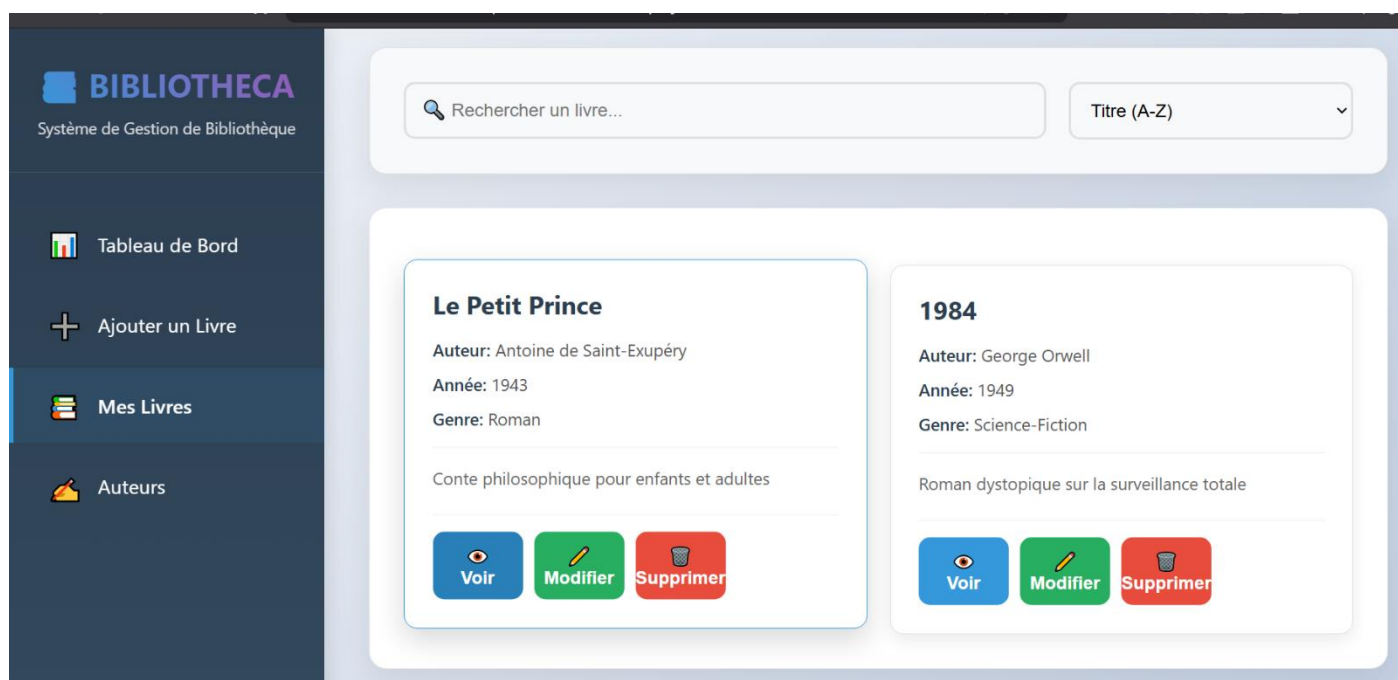 BIBLIOTHECA
Système de Gestion de Bibliothèque
Tableau de Bord
Ajouter un Livre
Mes Livres
Auteurs
Rechercher un livre...
Titre (A-Z)
Le Petit Prince
Auteur: Antoine de Saint-Exupéry
Année: 1943
Genre: Roman
Conte philosophique pour enfants et adultes
Voir
Modifier
Supprimer
1984
Auteur: George Orwell
Année: 1949
Genre: Science-Fiction
Roman dystopique sur la surveillance totale
Voir
Modifier
Supprimer